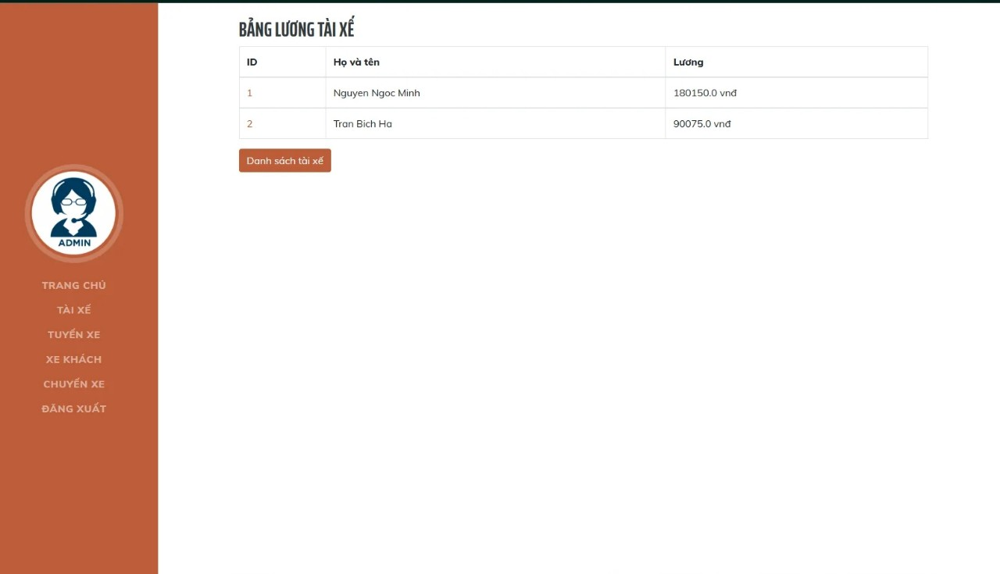 BẢNG LƯƠNG TÀI XẾ
ID Họ và tên Lương
1 Nguyen Ngoc Minh 180150.0 vnđ
2 Tran Bich Ha 90075.0 vnđ
Danh sách tài xế
ADMIN
TRANG CHỦ
TÀI XẾ
TUYẾN XE
XE KHÁCH
CHUYẾN XE
ĐĂNG XUẤT